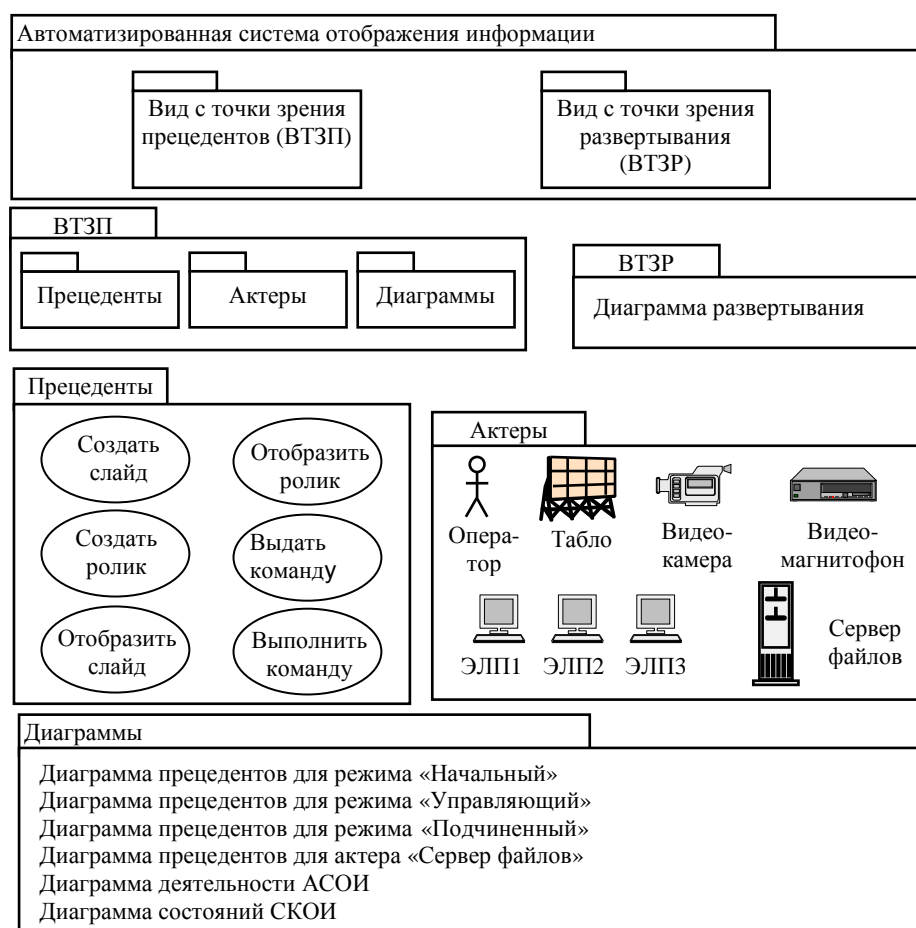 Автоматизированная система отображения информации
Вид с точки зрения
прецедентов (ВТЗП)
Вид с точки зрения
развертывания
(ВТЗР)
ВТЗП
Прецеденты
Актеры
Диаграммы
ВТЗР
Диаграмма развертывания
Прецеденты
Создать
слайд
Отобразить
ролик
Создать
ролик
Выдать
команду
Отобразить
слайд
Выполнить
команду
Актеры
Опера-
тор
Табло
Видео-
камера
Видео-
магнитофон
ЭЛП1
ЭЛП2
ЭЛП3
Сервер
файлов
Диаграммы
Диаграмма прецедентов для режима «Начальный»
Диаграмма прецедентов для режима «Управляющий»
Диаграмма прецедентов для режима «Подчиненный»
Диаграмма прецедентов для актера «Сервер файлов»
Диаграмма деятельности АСОИ
Диаграмма состояний СКОИ